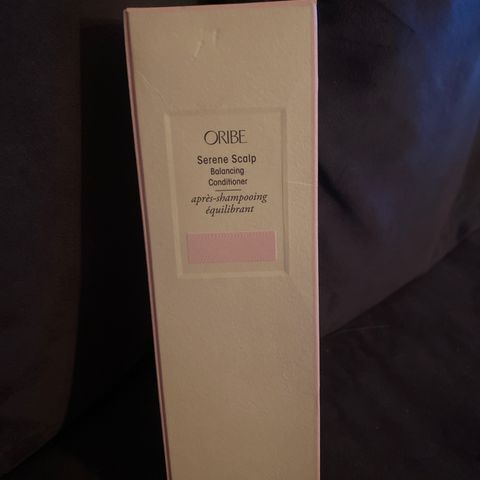 ORIBE
Serene Scalp
Balancing
Conditioner
après-shampooing
équilibrant